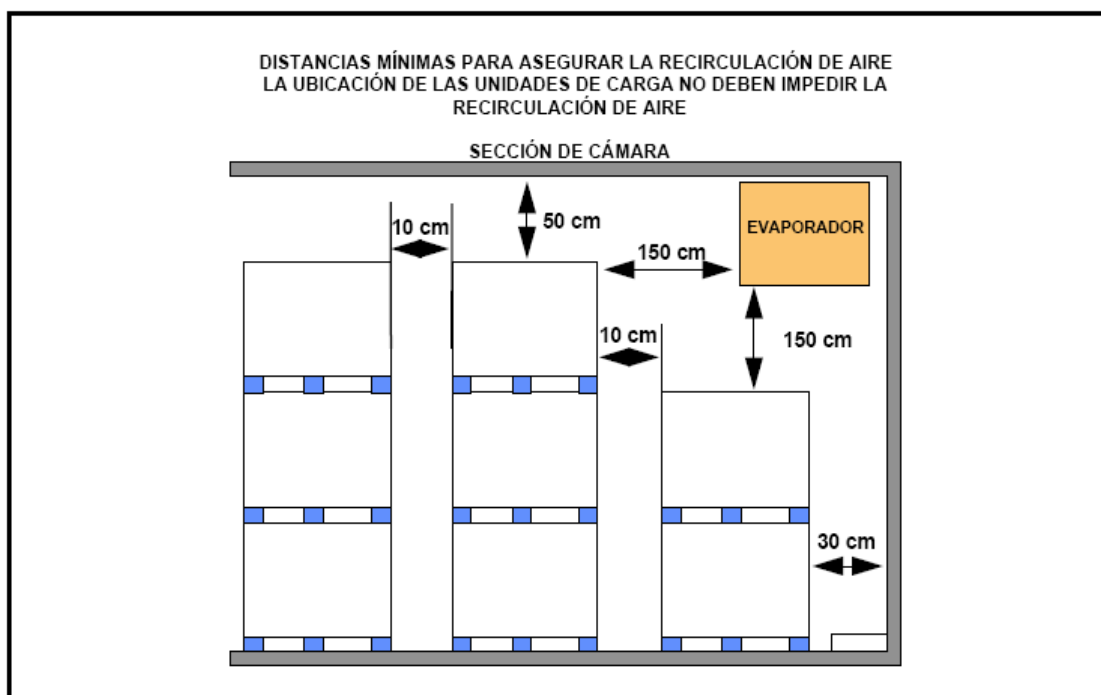 DISTANCIAS MÍNIMAS PARA ASEGURAR LA RECIRCULACIÓN DE AIRE
LA UBICACIÓN DE LAS UNIDADES DE CARGA NO DEBEN IMPEDIR LA
RECIRCULACIÓN DE AIRE
SECCIÓN DE CÁMARA
10 cm
50 cm
EVAPORADOR
150 cm
10 cm
150 cm
30 cm